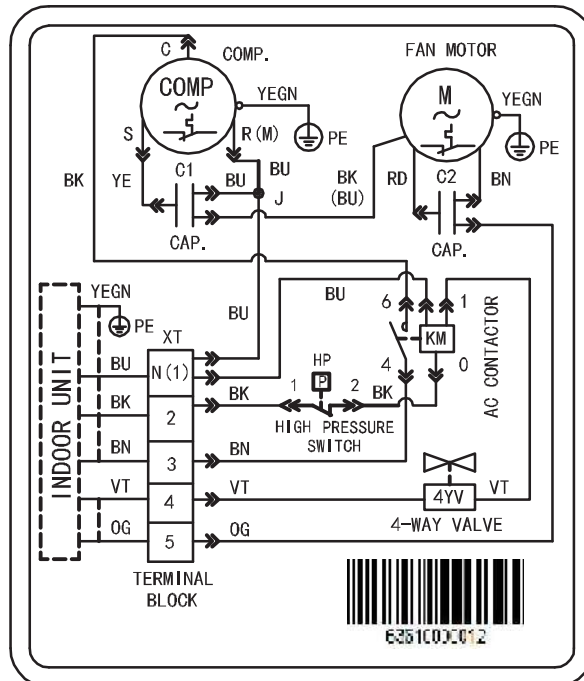 C COMP. FAN MOTOR
COMP M
YEGN YEGN
S R(M) PE PE
BK YE C1 BU BU J BK (BU) RD C2 BN
CAP. CAP.
YEGN PE
BU BU 6 1
XT
INDOOR UNIT
BU N(1) HP KM
P 4 0
BK 2 BK 1 2 BK AC CONTACTOR
HIGH PRESSURE
SWITCH
BN 3 BN
VT 4 VT 4YV VT
4-WAY VALVE
OG 5 OG
TERMINAL
BLOCK